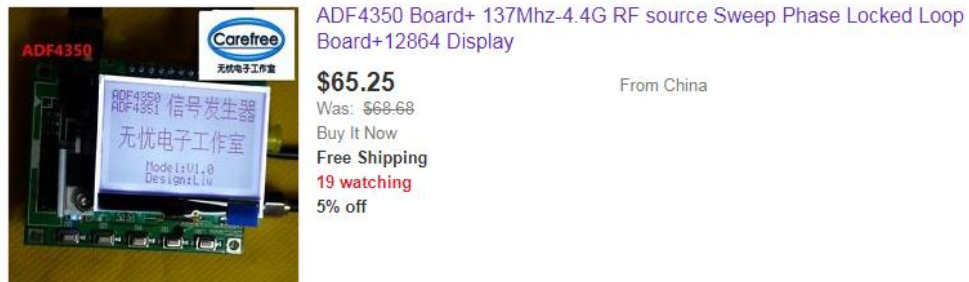 ADF4350 Board+ 137Mhz-4.4G RF source Sweep Phase Locked Loop
Board+12864 Display
$65.25
From China
Was: $68.68
Buy It Now
Free Shipping
19 watching
5% off
ADF4350
Carefree
无忧电子工作室
ADF4350
ADF4351
信号发生器
无忧电子工作室
Model:V1.0
Design:Liu